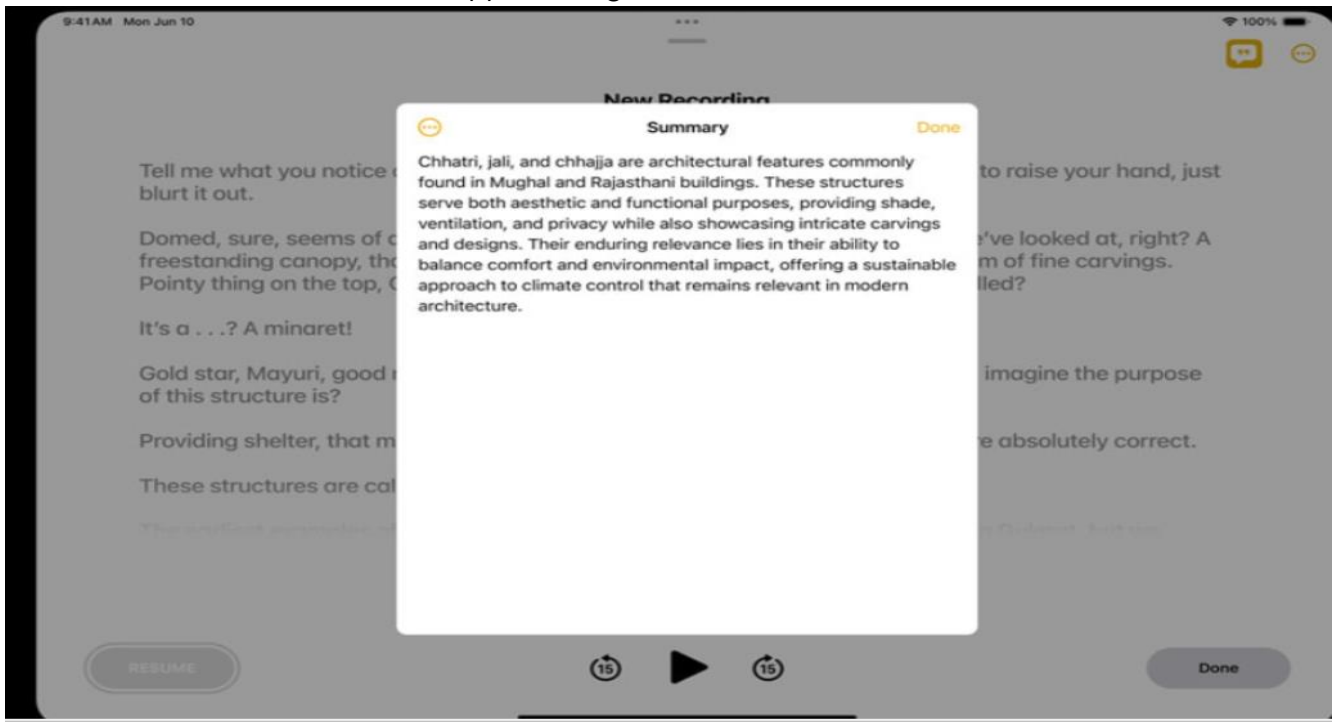 9:41 AM Mon Jun 10
100%
New Recording
Summary
Done
Chhatri, jali, and chhajja are architectural features commonly
found in Mughal and Rajasthani buildings. These structures
serve both aesthetic and functional purposes, providing shade,
ventilation, and privacy while also showcasing intricate carvings
and designs. Their enduring relevance lies in their ability to
balance comfort and environmental impact, offering a sustainable
approach to climate control that remains relevant in modern
architecture.
Tell me what you notice to raise your hand, just
blurt it out.
Domed, sure, seems of 've looked at, right? A
freestanding canopy, m of fine carvings.
Pointy thing on the top, lled?
It's a . . .? A minaret!
Gold star, Mayuri, good imagine the purpose
of this structure is?
Providing shelter, that e absolutely correct.
These structures are
RESUME
15
15
Done